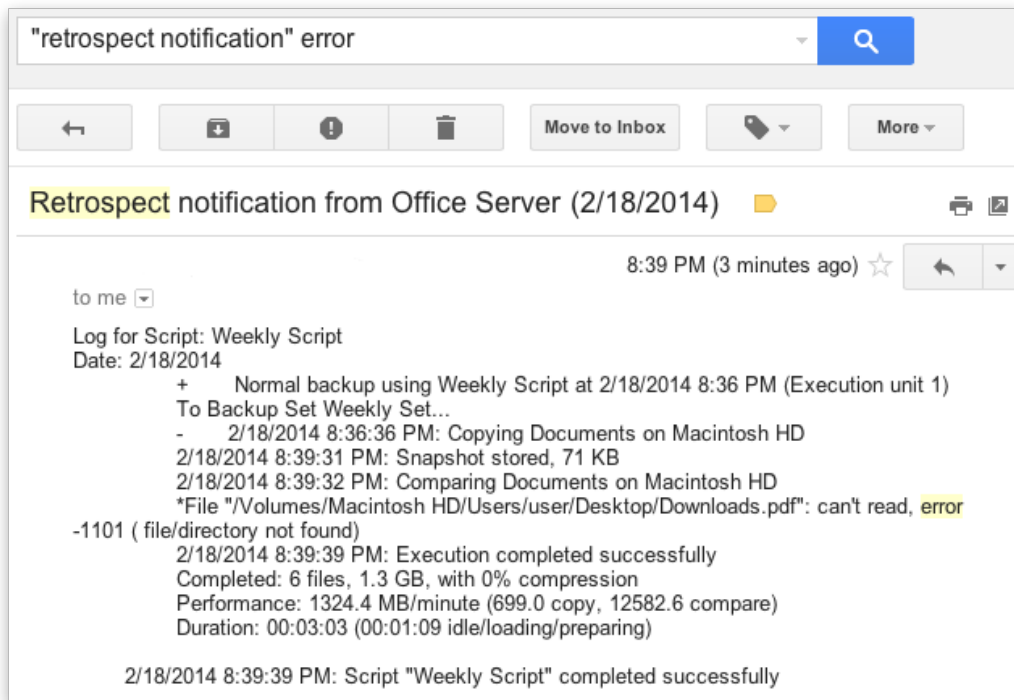 "retrospect notification" error
Move to Inbox
More
Retrospect notification from Office Server (2/18/2014)
8:39 PM (3 minutes ago)
to me
Log for Script: Weekly Script
Date: 2/18/2014
+ Normal backup using Weekly Script at 2/18/2014 8:36 PM (Execution unit 1)
To Backup Set Weekly Set...
- 2/18/2014 8:36:36 PM: Copying Documents on Macintosh HD
2/18/2014 8:39:31 PM: Snapshot stored, 71 KB
2/18/2014 8:39:32 PM: Comparing Documents on Macintosh HD
*File "/Volumes/Macintosh HD/Users/user/Desktop/Downloads.pdf": can't read, error
-1101 ( file/directory not found)
2/18/2014 8:39:39 PM: Execution completed successfully
Completed: 6 files, 1.3 GB, with 0% compression
Performance: 1324.4 MB/minute (699.0 copy, 12582.6 compare)
Duration: 00:03:03 (00:01:09 idle/loading/preparing)
2/18/2014 8:39:39 PM: Script "Weekly Script" completed successfully